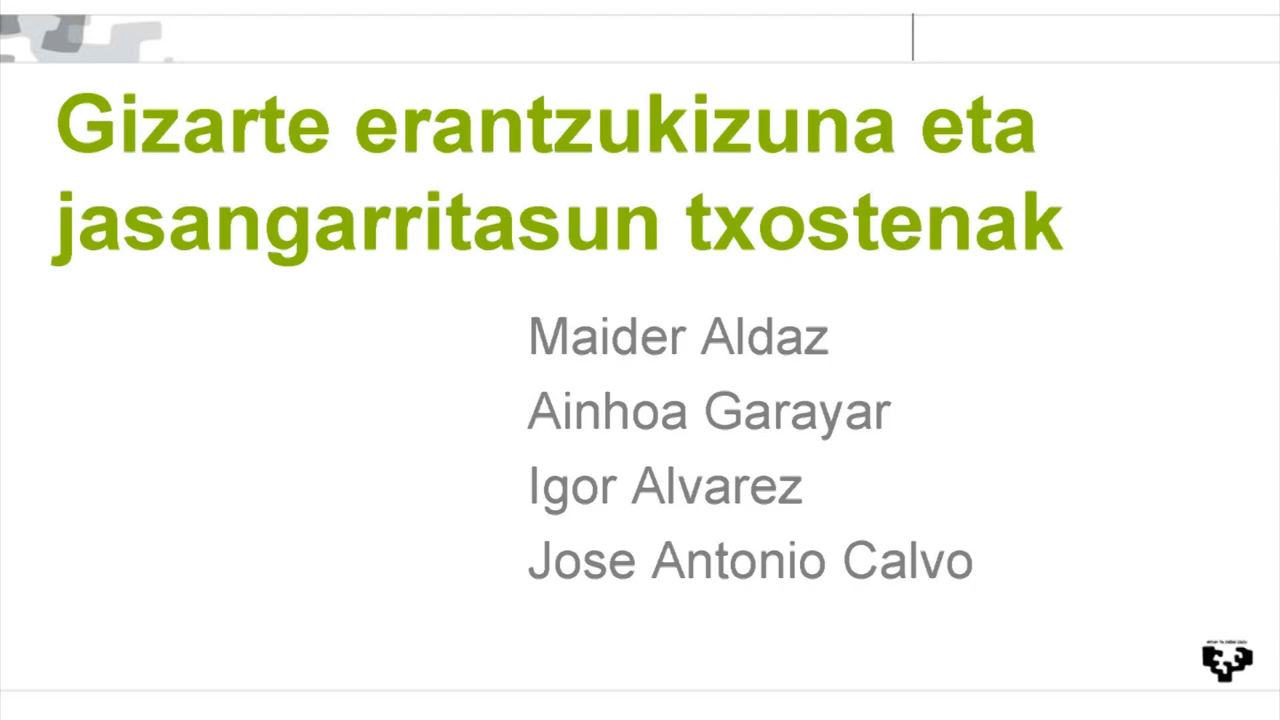 Gizarte erantzukizuna eta
jasangarritasun txostenak
Maider Aldaz
Ainhoa Garayar
Igor Alvarez
Jose Antonio Calvo